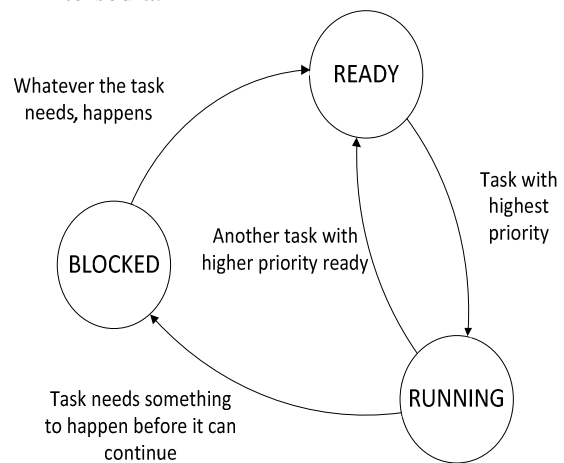 READY
Whatever the task
needs, happens
Task with
highest
priority
Another task with
higher priority ready
BLOCKED
RUNNING
Task needs something
to happen before it can
continue